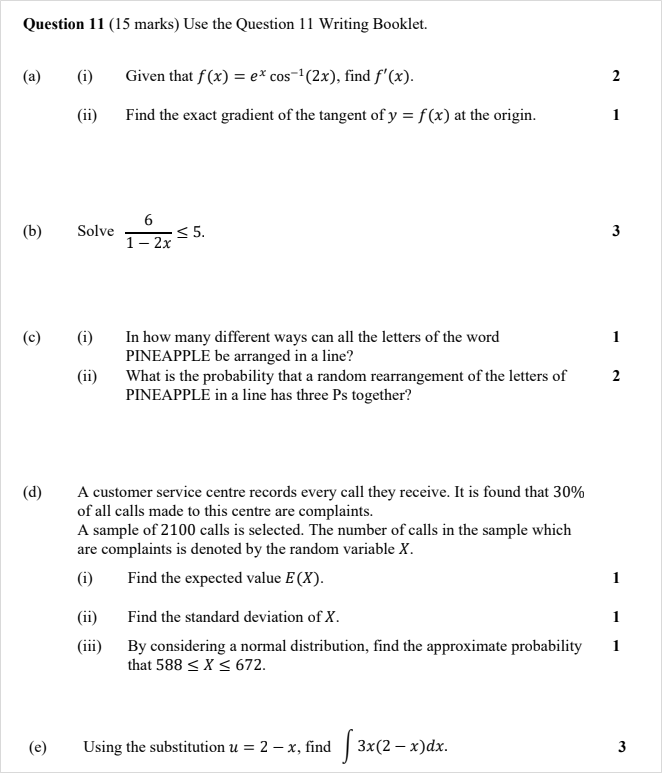 Question 11 (15 marks) Use the Question 11 Writing Booklet.
(a) (i) Given that f(x) = eˣ cos⁻¹(2x), find f′(x). 2
(ii) Find the exact gradient of the tangent of y = f(x) at the origin. 1
(b) Solve 6/(1 − 2x) ≤ 5. 3
(c) (i) In how many different ways can all the letters of the word 1
PINEAPPLE be arranged in a line?
(ii) What is the probability that a random rearrangement of the letters of 2
PINEAPPLE in a line has three Ps together?
(d) A customer service centre records every call they receive. It is found that 30%
of all calls made to this centre are complaints.
A sample of 2100 calls is selected. The number of calls in the sample which
are complaints is denoted by the random variable X.
(i) Find the expected value E(X). 1
(ii) Find the standard deviation of X. 1
(iii) By considering a normal distribution, find the approximate probability 1
that 588 ≤ X ≤ 672.
(e) Using the substitution u = 2 − x, find ∫ 3x(2 − x)dx. 3